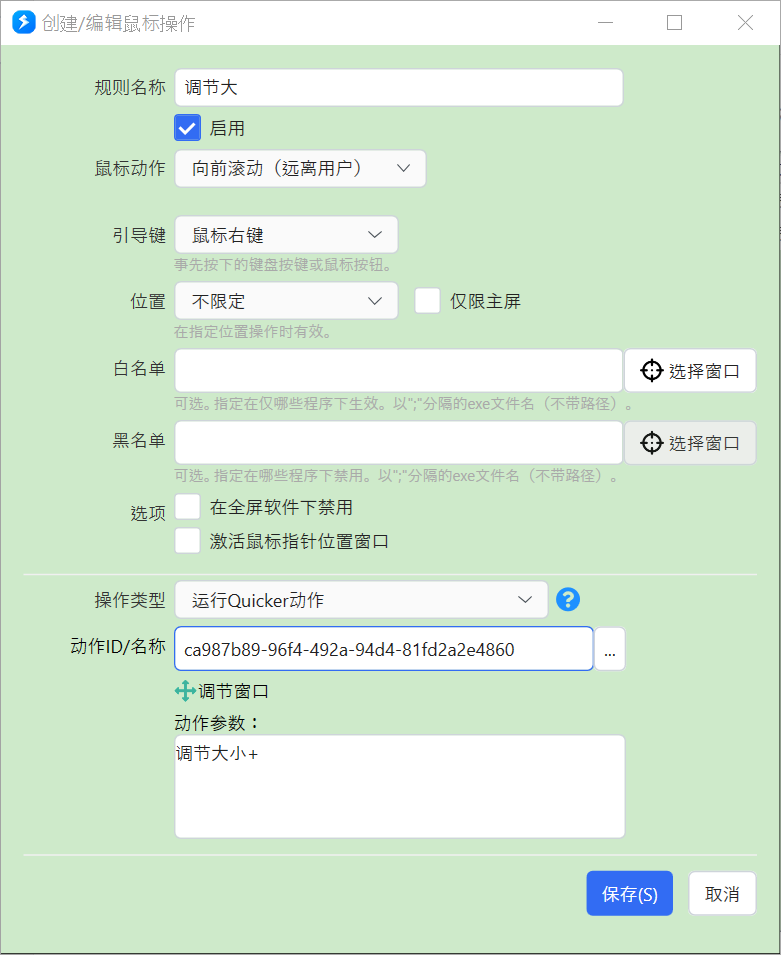 创建/编辑鼠标操作
规则名称 调节大
启用
鼠标动作 向前滚动（远离用户）
引导键 鼠标右键
事先按下的键盘按键或鼠标按钮。
位置 不限定 仅限主屏
在指定位置操作时有效。
白名单 选择窗口
可选。指定在仅哪些程序下生效。以";"分隔的exe文件名（不带路径）。
黑名单 选择窗口
可选。指定在哪些程序下禁用。以";"分隔的exe文件名（不带路径）。
选项 在全屏软件下禁用
激活鼠标指针位置窗口
操作类型 运行Quicker动作 ?
动作ID/名称 ca987b89-96f4-492a-94d4-81fd2a2e4860 ...
调节窗口
动作参数：
调节大小+
保存(S) 取消